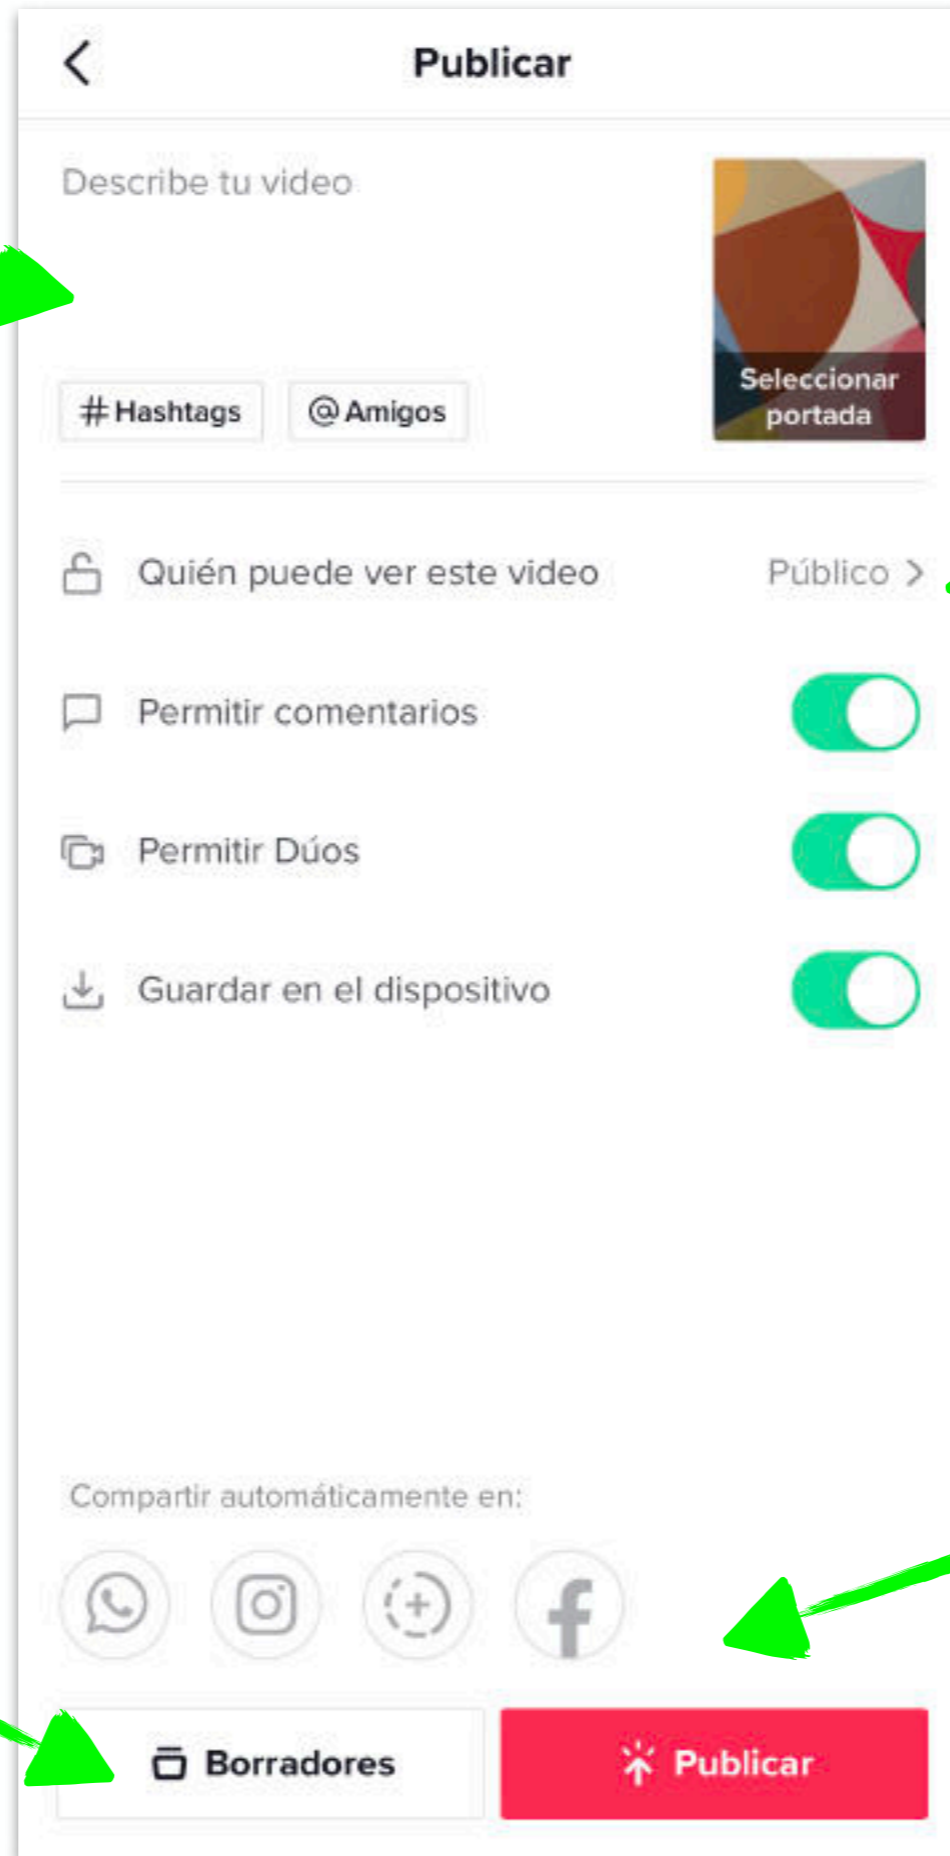 Publicar
Describe tu video
Seleccionar
portada
#Hashtags
@Amigos
Quién puede ver este video
Público
Permitir comentarios
Permitir Dúos
Guardar en el dispositivo
Compartir automáticamente en:
Borradores
Publicar